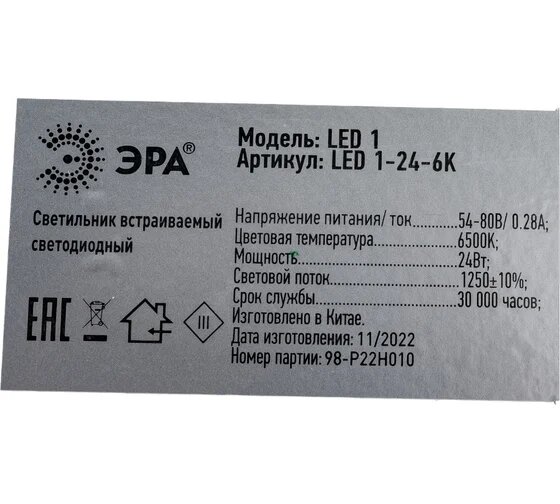 ЭРА®
Модель: LED 1
Артикул: LED 1-24-6K
Светильник встраиваемый
светодиодный
Напряжение питания/ ток 54-80В/ 0.28А;
Цветовая температура 6500К;
Мощность 24Вт;
Световой поток 1250±10%;
Срок службы 30 000 часов;
Изготовлено в Китае.
Дата изготовления 11/2022
Номер партии: 98-P22H010
EAC
III